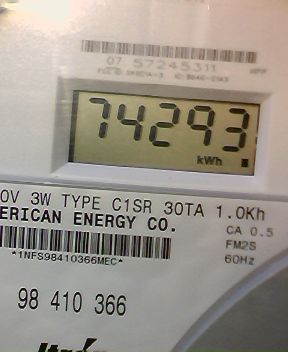 07 57245311
74293
kWh
0V 3W TYPE C1SR 30TA 1.0Kh
ERICAN ENERGY CO.
CA 0.5
FM2S
*1NFS98410366MEC*
60Hz
98 410 366
Itron